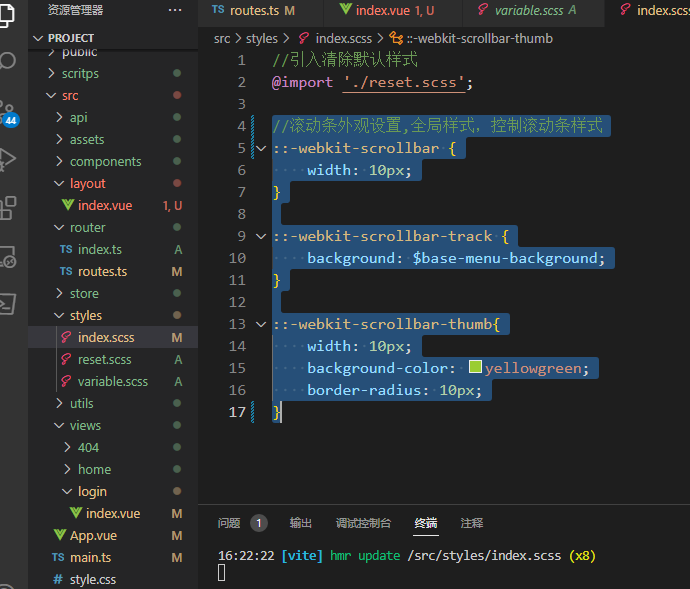 资源管理器 ···
PROJECT
public
scritps
src
api
assets
components
layout
index.vue 1, U
router
TS index.ts A
TS routes.ts M
store
styles
index.scss M
reset.scss A
variable.scss A
utils
views
404
home
login
index.vue M
App.vue M
TS main.ts M
# style.css
44
TS routes.ts M index.vue 1, U variable.scss A index.scss
src > styles > index.scss > ::-webkit-scrollbar-thumb
1 //引入清除默认样式
2 @import './reset.scss';
3
4 //滚动条外观设置,全局样式，控制滚动条样式
5 ::-webkit-scrollbar {
6 width: 10px;
7 }
8
9 ::-webkit-scrollbar-track {
10 background: $base-menu-background;
11 }
12
13 ::-webkit-scrollbar-thumb{
14 width: 10px;
15 background-color: yellowgreen;
16 border-radius: 10px;
17 }
问题 1 输出 调试控制台 终端 注释
16:22:22 [vite] hmr update /src/styles/index.scss (x8)